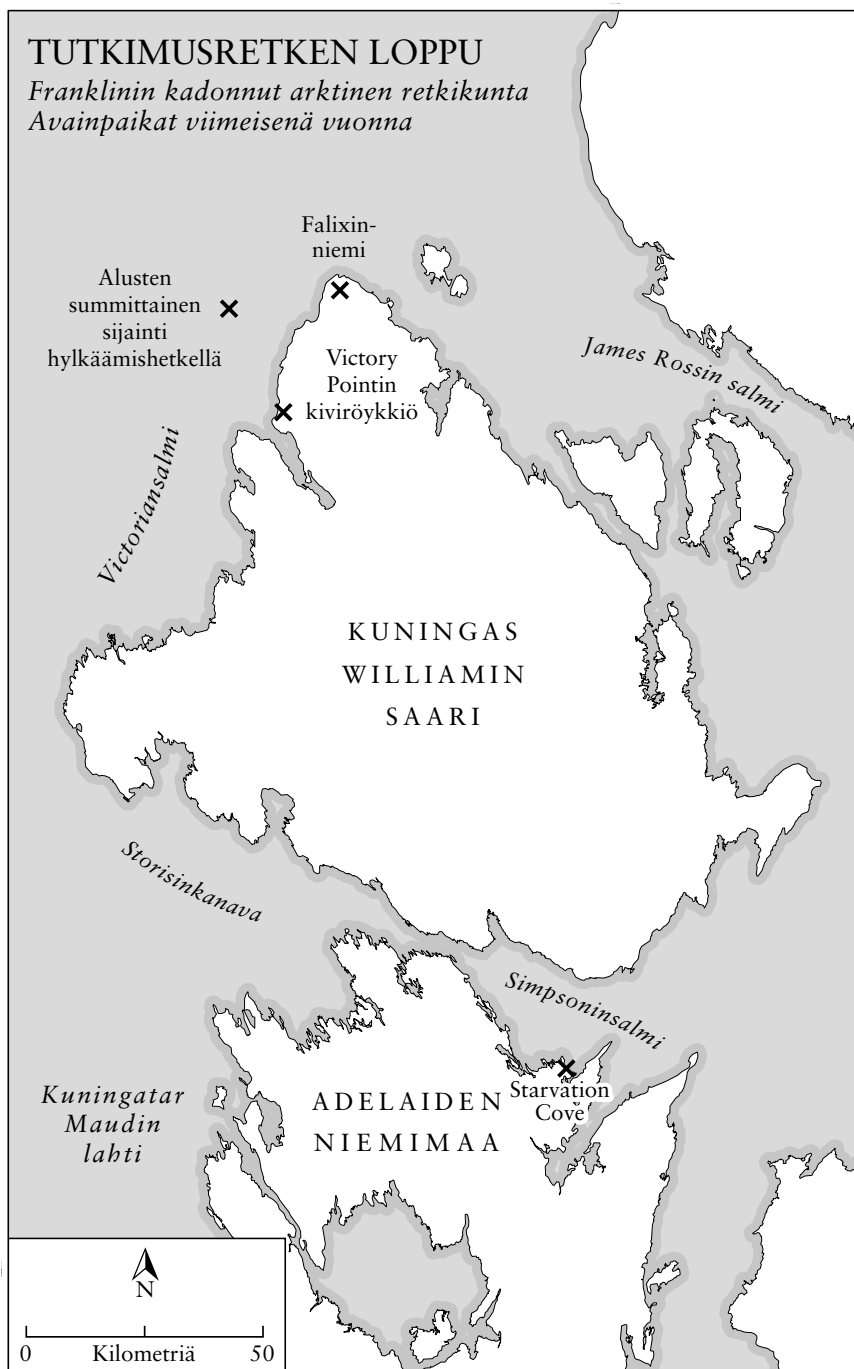 TUTKIMUSRETKEN LOPPU
Franklinin kadonnut arktinen retkikunta
Avainpaikat viimeisenä vuonna
Falixin-
niemi
Alusten
summittainen
sijainti
hylkäämishetkellä
Victory
Pointin
kiviröykkiö
James Rossin salmi
Victoriansalmi
KUNINGAS
WILLIAMIN
SAARI
Storisinkanava
Simpsoninsalmi
Kuningatar
Maudin
lahti
ADELAIDEN
NIEMIMAA
Starvation
Cove
N
0 Kilometriä 50